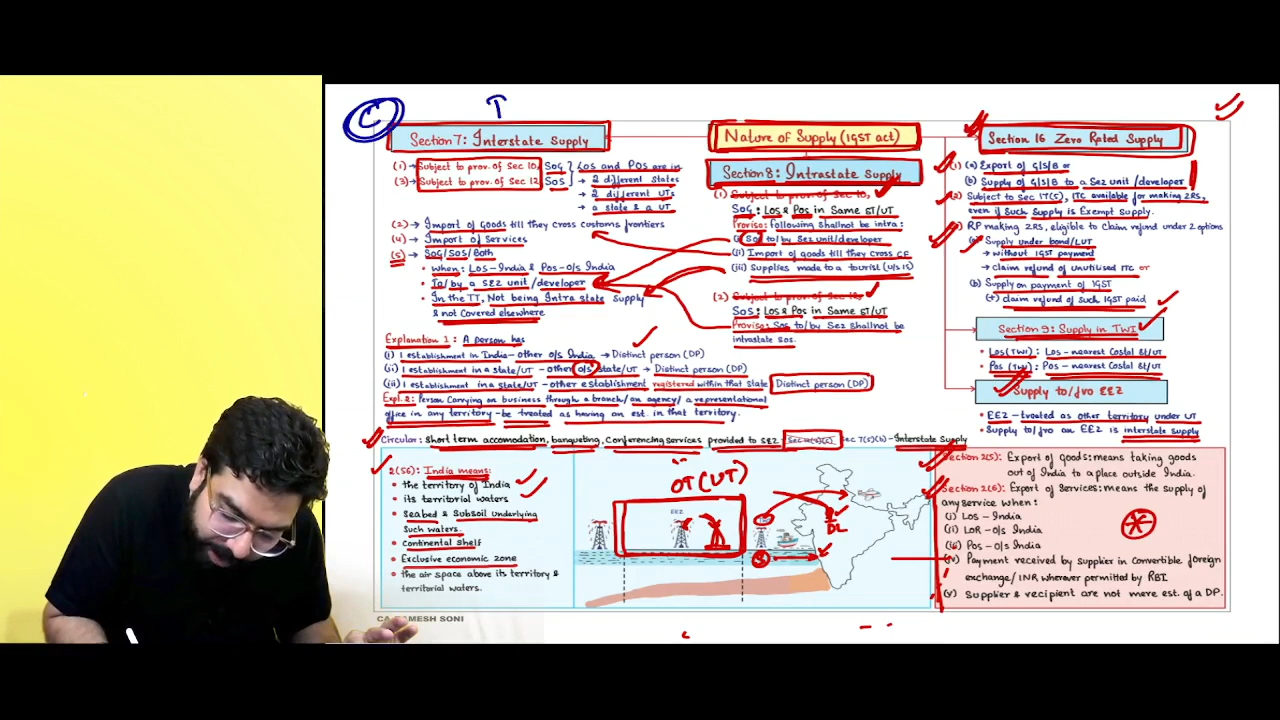 C
T
Nature of Supply (IGST act)
Section 7: Interstate Supply
(1) → Subject to prov. of Sec 10, SoG } Los and Pos are in
(3) → Subject to prov. of Sec 12, SoS → 2 different states
→ 2 different UTs
→ a state & a UT
(2) → Import of Goods till they cross customs frontiers
(4) → Import of Services
(5) → SoG/SoS/Both
• when: Los-India & Pos-o/s India
• To/by a SEZ unit/developer
• In the TT, Not being Intra state Supply
& not Covered elsewhere
Explanation 1: A person has
(i) 1 establishment in India - other o/s India → Distinct person (DP)
(ii) 1 establishment in a state/UT - other o/s state/UT → Distinct person (DP)
(iii) 1 establishment in a state/UT - other establishment registered within that state Distinct person (DP)
Expl. 2: Person Carrying on business through a branch/an agency/ a representational
office in any territory - be treated as having an est. in that territory.
Section 8: Intrastate Supply
(1) Subject to prov. of Sec 10,
SoG: Los & Pos in Same ST/UT
Proviso: following shall not be intra:
(i) SoG to/by Sez unit/developer
(ii) Import of goods till they cross CF
(iii) Supplies made to a tourist (u/s 15)
(2) Subject to prov. of Sec 12,
SoS: Los & Pos in Same ST/UT
Proviso: SoS to/by Sez shall not be
intrastate SoS.
Section 16 Zero Rated Supply
(1) (a) Export of G/S/B or
(b) Supply of G/S/B to a Sez unit/developer
(2) Subject to Sec 17(5), ITC available for making ZRS,
even if Such Supply is Exempt Supply.
RP making ZRS, eligible to Claim refund under 2 options
Supply under bond/LUT
→ without IGST payment
→ claim refund of unutilised ITC or
(b) Supply on payment of IGST
(+) claim refund of such IGST paid
Section 9: Supply in TWI
• Los (TWI): Los - nearest Costal St/UT
• Pos (TWI): Pos - nearest Costal St/UT
Supply to/fro EEZ
• EEZ - treated as other territory under UT
• Supply to/fro an EEZ is interstate supply
Circular: Short term accomodation, banqueting, Conferencing services provided to SEZ - sec 7(5)(b) - Interstate Supply
2(56): India means:
• the territory of India
• its territorial waters
• Seabed & Subsoil underlying
Such waters.
• Continental shelf
• Exclusive economic zone
• the air space above its territory &
territorial waters.
OT (UT)
EEZ
DL
Section 2(5): Export of goods: means taking goods
out of India to a place outside India.
Section 2(6): Export of Services: means the supply of
any service when:
(i) Los - India
(ii) LOR - o/s India
(iii) Pos - o/s India
(iv) Payment received by Supplier in Convertible foreign
exchange/ INR wherever permitted by RBI.
(v) Supplier & recipient are not mere est. of a DP.
SONI